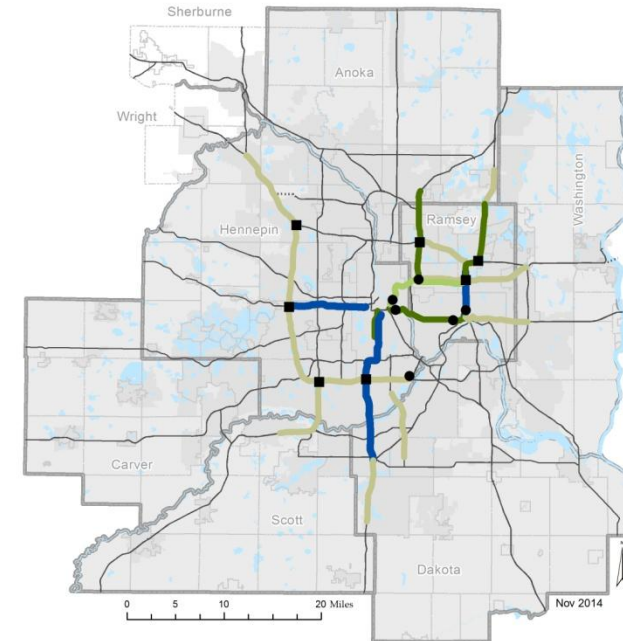 Sherburne
Anoka
Wright
Washington
Hennepin
Ramsey
Carver
Scott
Dakota
0 5 10 20 Miles
Nov 2014